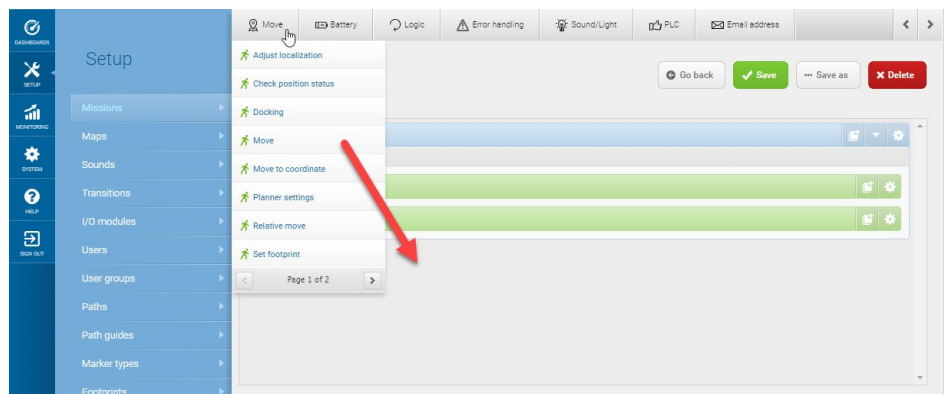 DASHBOARDS
SETUP
MONITORING
SYSTEM
HELP
SIGN OUT
Setup
Missions
Maps
Sounds
Transitions
I/O modules
Users
User groups
Paths
Path guides
Marker types
Footprints
Move
Battery
Logic
Error handling
Sound/Light
PLC
Email address
Adjust localization
Check position status
Docking
Move
Move to coordinate
Planner settings
Relative move
Set footprint
Page 1 of 2
Go back
Save
Save as
Delete